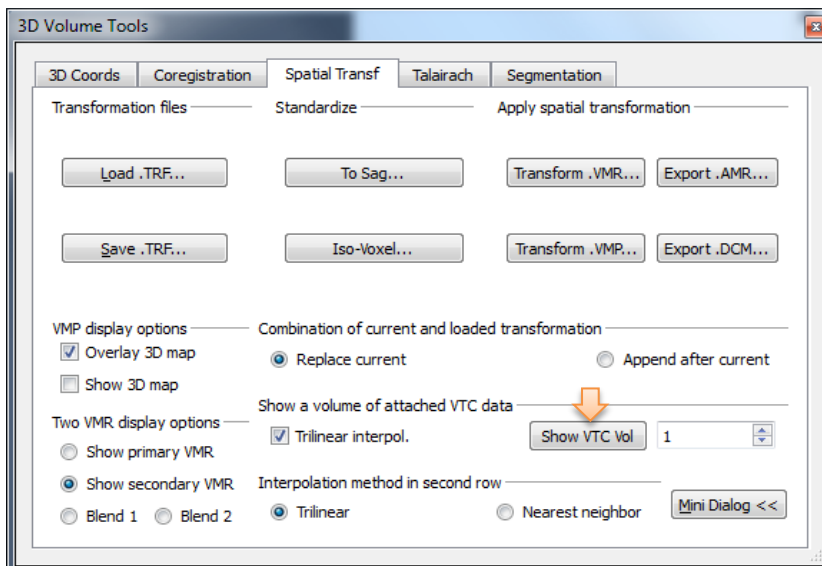 3D Volume Tools
3D Coords Coregistration Spatial Transf Talairach Segmentation
Transformation files Standardize Apply spatial transformation
Load .TRF... To Sag... Transform .VMR... Export .AMR...
Save .TRF... Iso-Voxel... Transform .VMP... Export .DCM...
VMP display options Combination of current and loaded transformation
Overlay 3D map Replace current Append after current
Show 3D map
Show a volume of attached VTC data
Two VMR display options Trilinear interpol. Show VTC Vol 1
Show primary VMR
Show secondary VMR Interpolation method in second row
Blend 1 Blend 2 Trilinear Nearest neighbor Mini Dialog <<